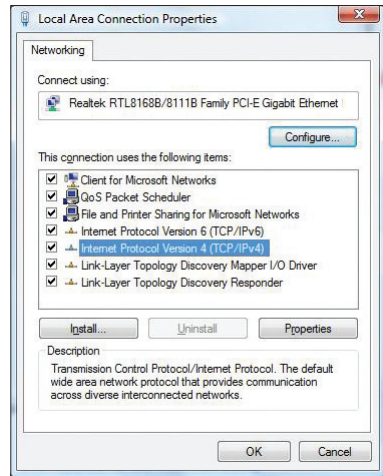 Local Area Connection Properties
Networking
Connect using:
Realtek RTL8168B/8111B Family PCI-E Gigabit Ethernet
Configure...
This connection uses the following items:
Client for Microsoft Networks
QoS Packet Scheduler
File and Printer Sharing for Microsoft Networks
Internet Protocol Version 6 (TCP/IPv6)
Internet Protocol Version 4 (TCP/IPv4)
Link-Layer Topology Discovery Mapper I/O Driver
Link-Layer Topology Discovery Responder
Install... Uninstall Properties
Description
Transmission Control Protocol/Internet Protocol. The default
wide area network protocol that provides communication
across diverse interconnected networks.
OK Cancel